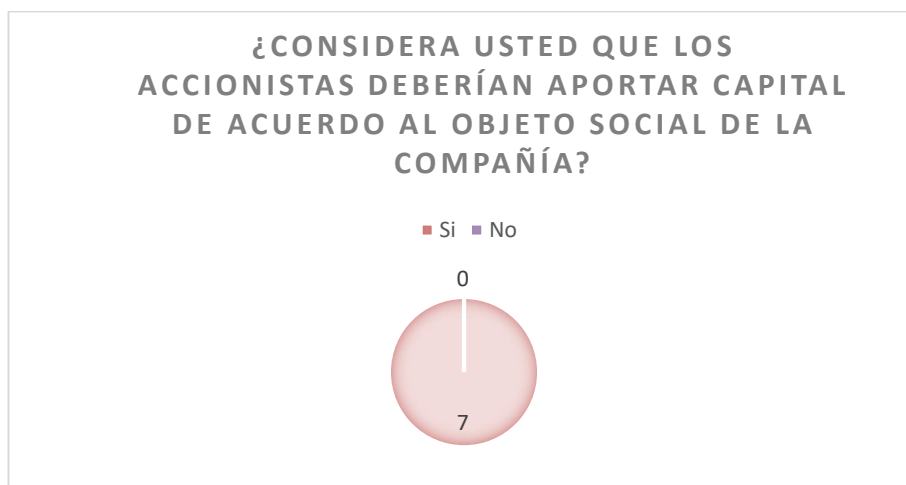 ¿CONSIDERA USTED QUE LOS
ACCIONISTAS DEBERÍAN APORTAR CAPITAL
DE ACUERDO AL OBJETO SOCIAL DE LA
COMPAÑÍA?
Si No
0
7